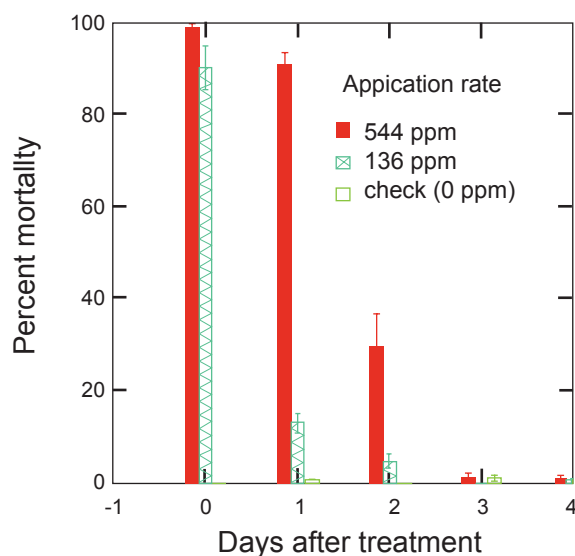 100
80
60
40
20
0
Percent mortality
Appication rate
544 ppm
136 ppm
check (0 ppm)
-1 0 1 2 3 4
Days after treatment